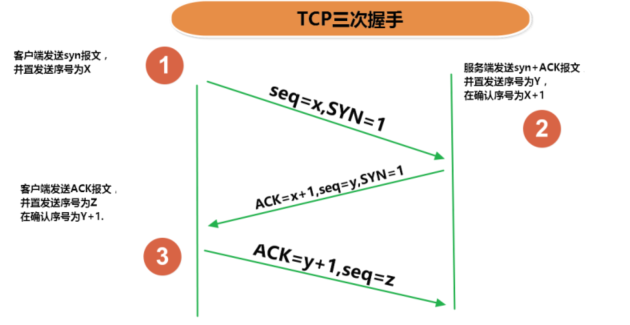 TCP三次握手
客户端发送syn报文，
并置发送序号为X
1
服务端发送syn+ACK报文
并置发送序号为Y，
在确认序号为X+1
2
seq=x,SYN=1
ACK=x+1,seq=y,SYN=1
客户端发送ACK报文，
并置发送序号为Z
在确认序号为Y+1.
3
ACK=y+1,seq=z